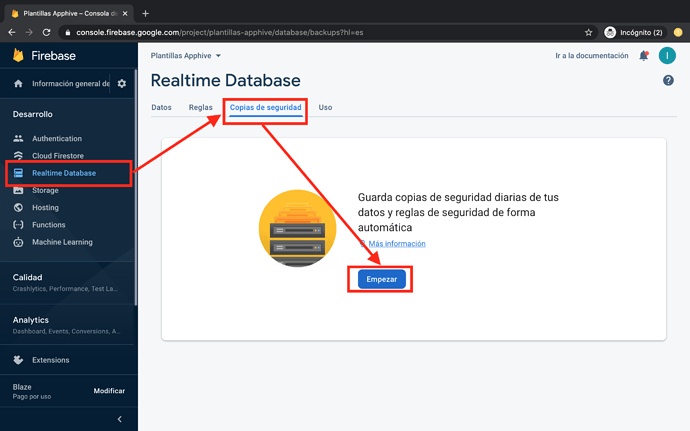 Plantillas Apphive – Consola d
console.firebase.google.com/project/plantillas-apphive/database/backups?hl=es
Incógnito (2)
Firebase
Plantillas Apphive
Ir a la documentación
I
Información general de
Realtime Database
?
Datos
Reglas
Copias de seguridad
Uso
Desarrollo
Authentication
Cloud Firestore
Realtime Database
Storage
Hosting
Functions
Machine Learning
Guarda copias de seguridad diarias de tus
datos y reglas de seguridad de forma
automática
Más información
Empezar
Calidad
Crashlytics, Performance, Test La...
Analytics
Dashboard, Events, Conversions, A...
Extensions
Blaze
Pago por uso
Modificar